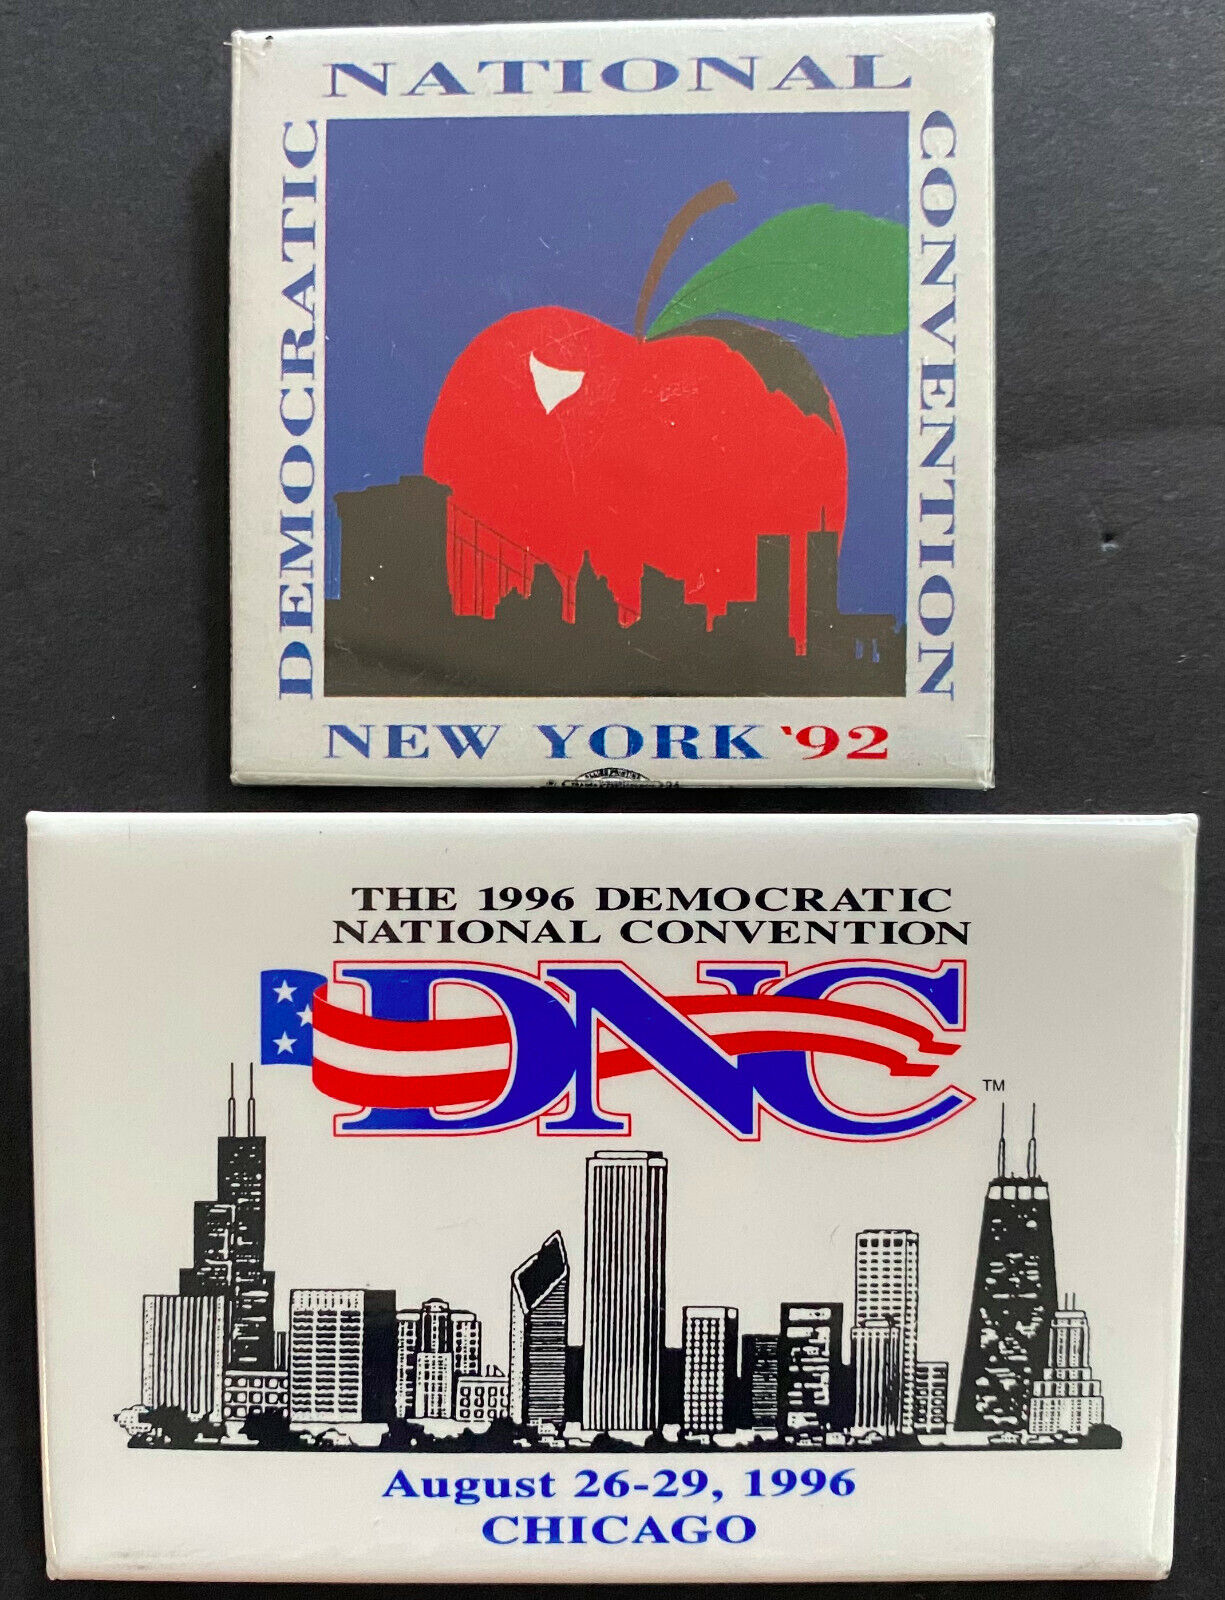 DEMOCRATIC
NATIONAL
CONVENTION
NEW YORK '92
THE 1996 DEMOCRATIC
NATIONAL CONVENTION
DNC
TM
August 26-29, 1996
CHICAGO